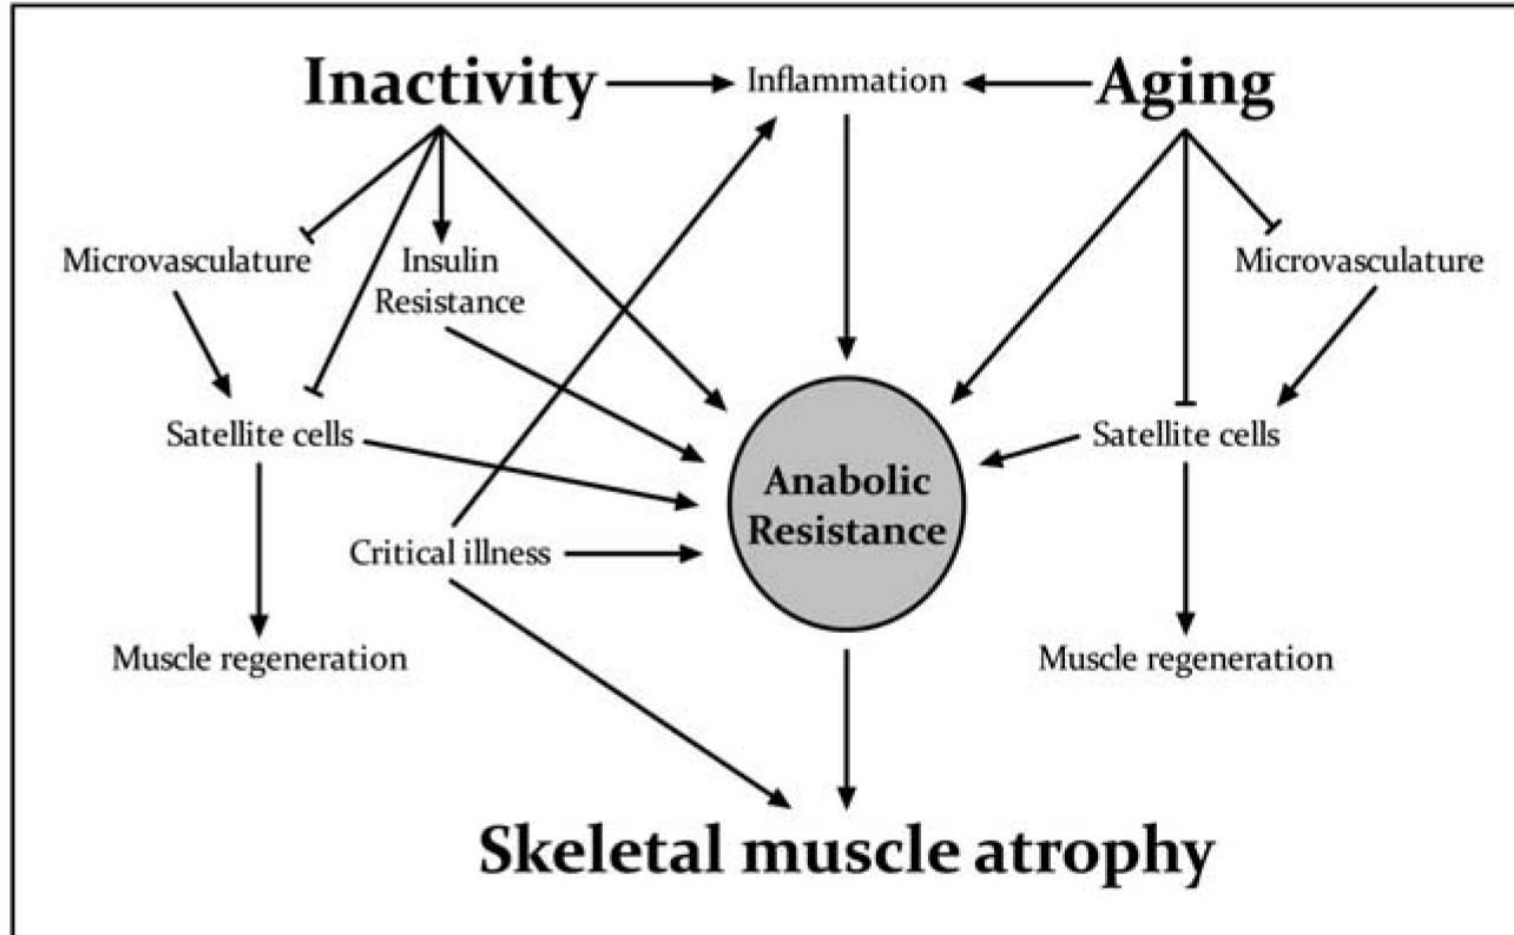 Inactivity
Inflammation
Aging
Microvasculature
Insulin
Resistance
Microvasculature
Satellite cells
Satellite cells
Anabolic
Resistance
Critical illness
Muscle regeneration
Muscle regeneration
Skeletal muscle atrophy